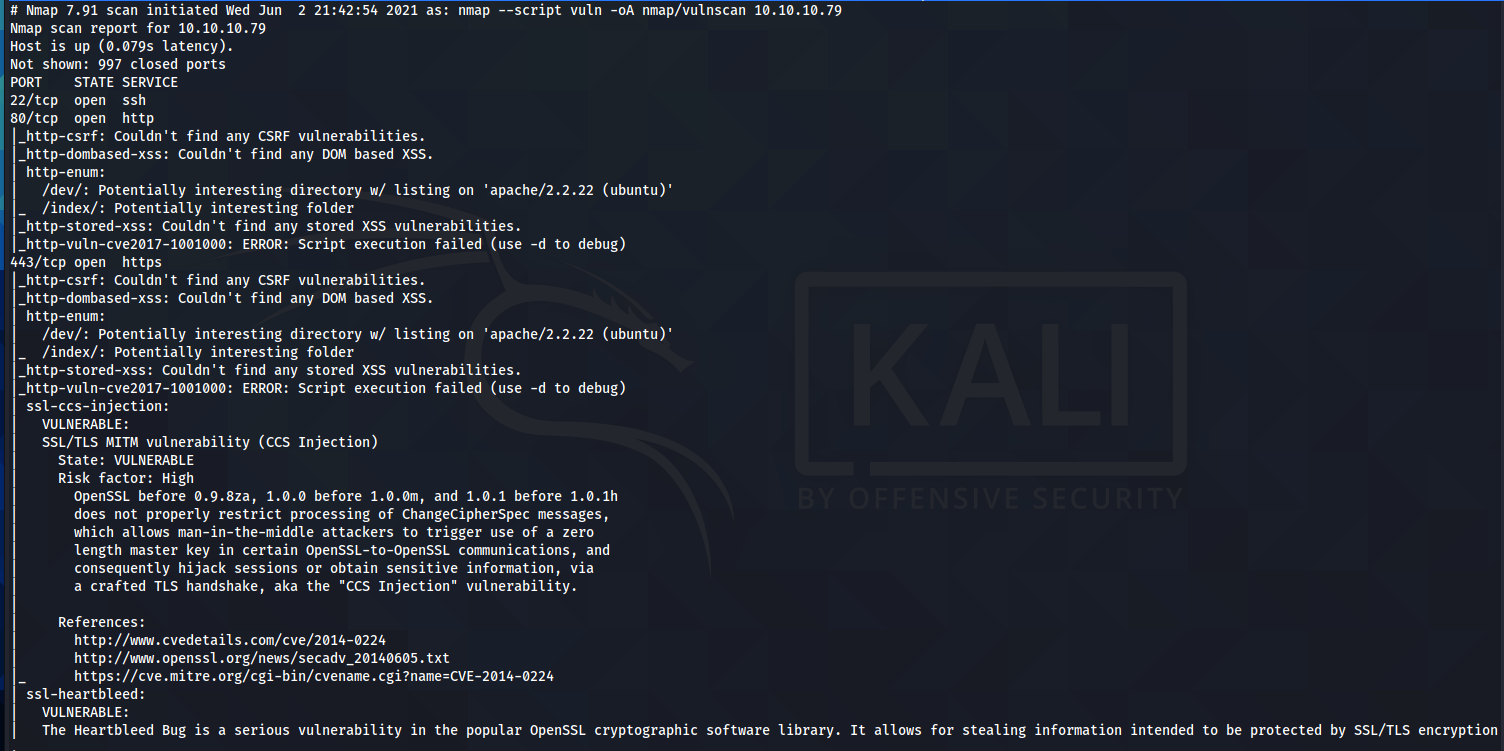 # Nmap 7.91 scan initiated Wed Jun  2 21:42:54 2021 as: nmap --script vuln -oA nmap/vulnscan 10.10.10.79
Nmap scan report for 10.10.10.79
Host is up (0.079s latency).
Not shown: 997 closed ports
PORT    STATE SERVICE
22/tcp  open  ssh
80/tcp  open  http
|_http-csrf: Couldn't find any CSRF vulnerabilities.
|_http-dombased-xss: Couldn't find any DOM based XSS.
| http-enum:
|   /dev/: Potentially interesting directory w/ listing on 'apache/2.2.22 (ubuntu)'
|_  /index/: Potentially interesting folder
|_http-stored-xss: Couldn't find any stored XSS vulnerabilities.
|_http-vuln-cve2017-1001000: ERROR: Script execution failed (use -d to debug)
443/tcp open  https
|_http-csrf: Couldn't find any CSRF vulnerabilities.
|_http-dombased-xss: Couldn't find any DOM based XSS.
| http-enum:
|   /dev/: Potentially interesting directory w/ listing on 'apache/2.2.22 (ubuntu)'
|_  /index/: Potentially interesting folder
|_http-stored-xss: Couldn't find any stored XSS vulnerabilities.
|_http-vuln-cve2017-1001000: ERROR: Script execution failed (use -d to debug)
| ssl-ccs-injection:
|   VULNERABLE:
|   SSL/TLS MITM vulnerability (CCS Injection)
|     State: VULNERABLE
|     Risk factor: High
|       OpenSSL before 0.9.8za, 1.0.0 before 1.0.0m, and 1.0.1 before 1.0.1h
|       does not properly restrict processing of ChangeCipherSpec messages,
|       which allows man-in-the-middle attackers to trigger use of a zero
|       length master key in certain OpenSSL-to-OpenSSL communications, and
|       consequently hijack sessions or obtain sensitive information, via
|       a crafted TLS handshake, aka the "CCS Injection" vulnerability.
|
|     References:
|       http://www.cvedetails.com/cve/2014-0224
|       http://www.openssl.org/news/secadv_20140605.txt
|_      https://cve.mitre.org/cgi-bin/cvename.cgi?name=CVE-2014-0224
| ssl-heartbleed:
|   VULNERABLE:
|   The Heartbleed Bug is a serious vulnerability in the popular OpenSSL cryptographic software library. It allows for stealing information intended to be protected by SSL/TLS encryption
KALI
BY OFFENSIVE SECURITY